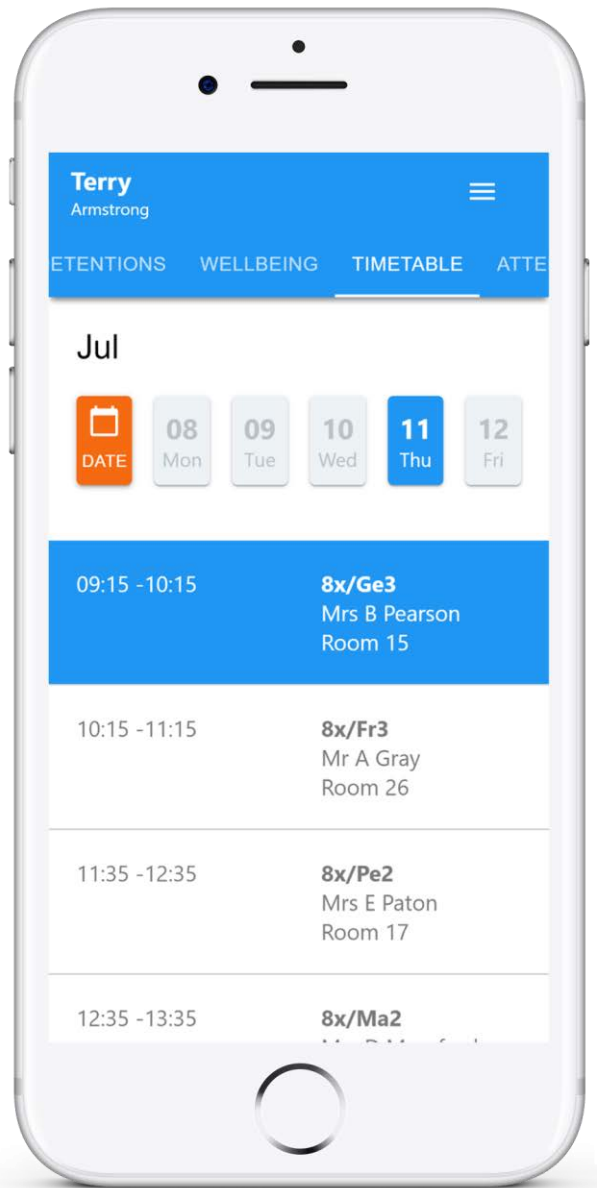 Terry
Armstrong
ETENTIONS WELLBEING TIMETABLE ATTE
Jul
DATE 08 Mon 09 Tue 10 Wed 11 Thu 12 Fri
09:15 -10:15 8x/Ge3
Mrs B Pearson
Room 15
10:15 -11:15 8x/Fr3
Mr A Gray
Room 26
11:35 -12:35 8x/Pe2
Mrs E Paton
Room 17
12:35 -13:35 8x/Ma2